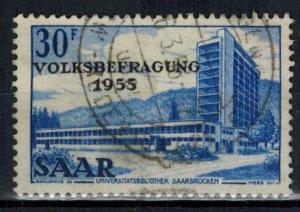 30F
VOLKSBEFRAGUNG
1955
SAAR
UNIVERSITÄTSBIBLIOTHEK SAARBRÜCKEN